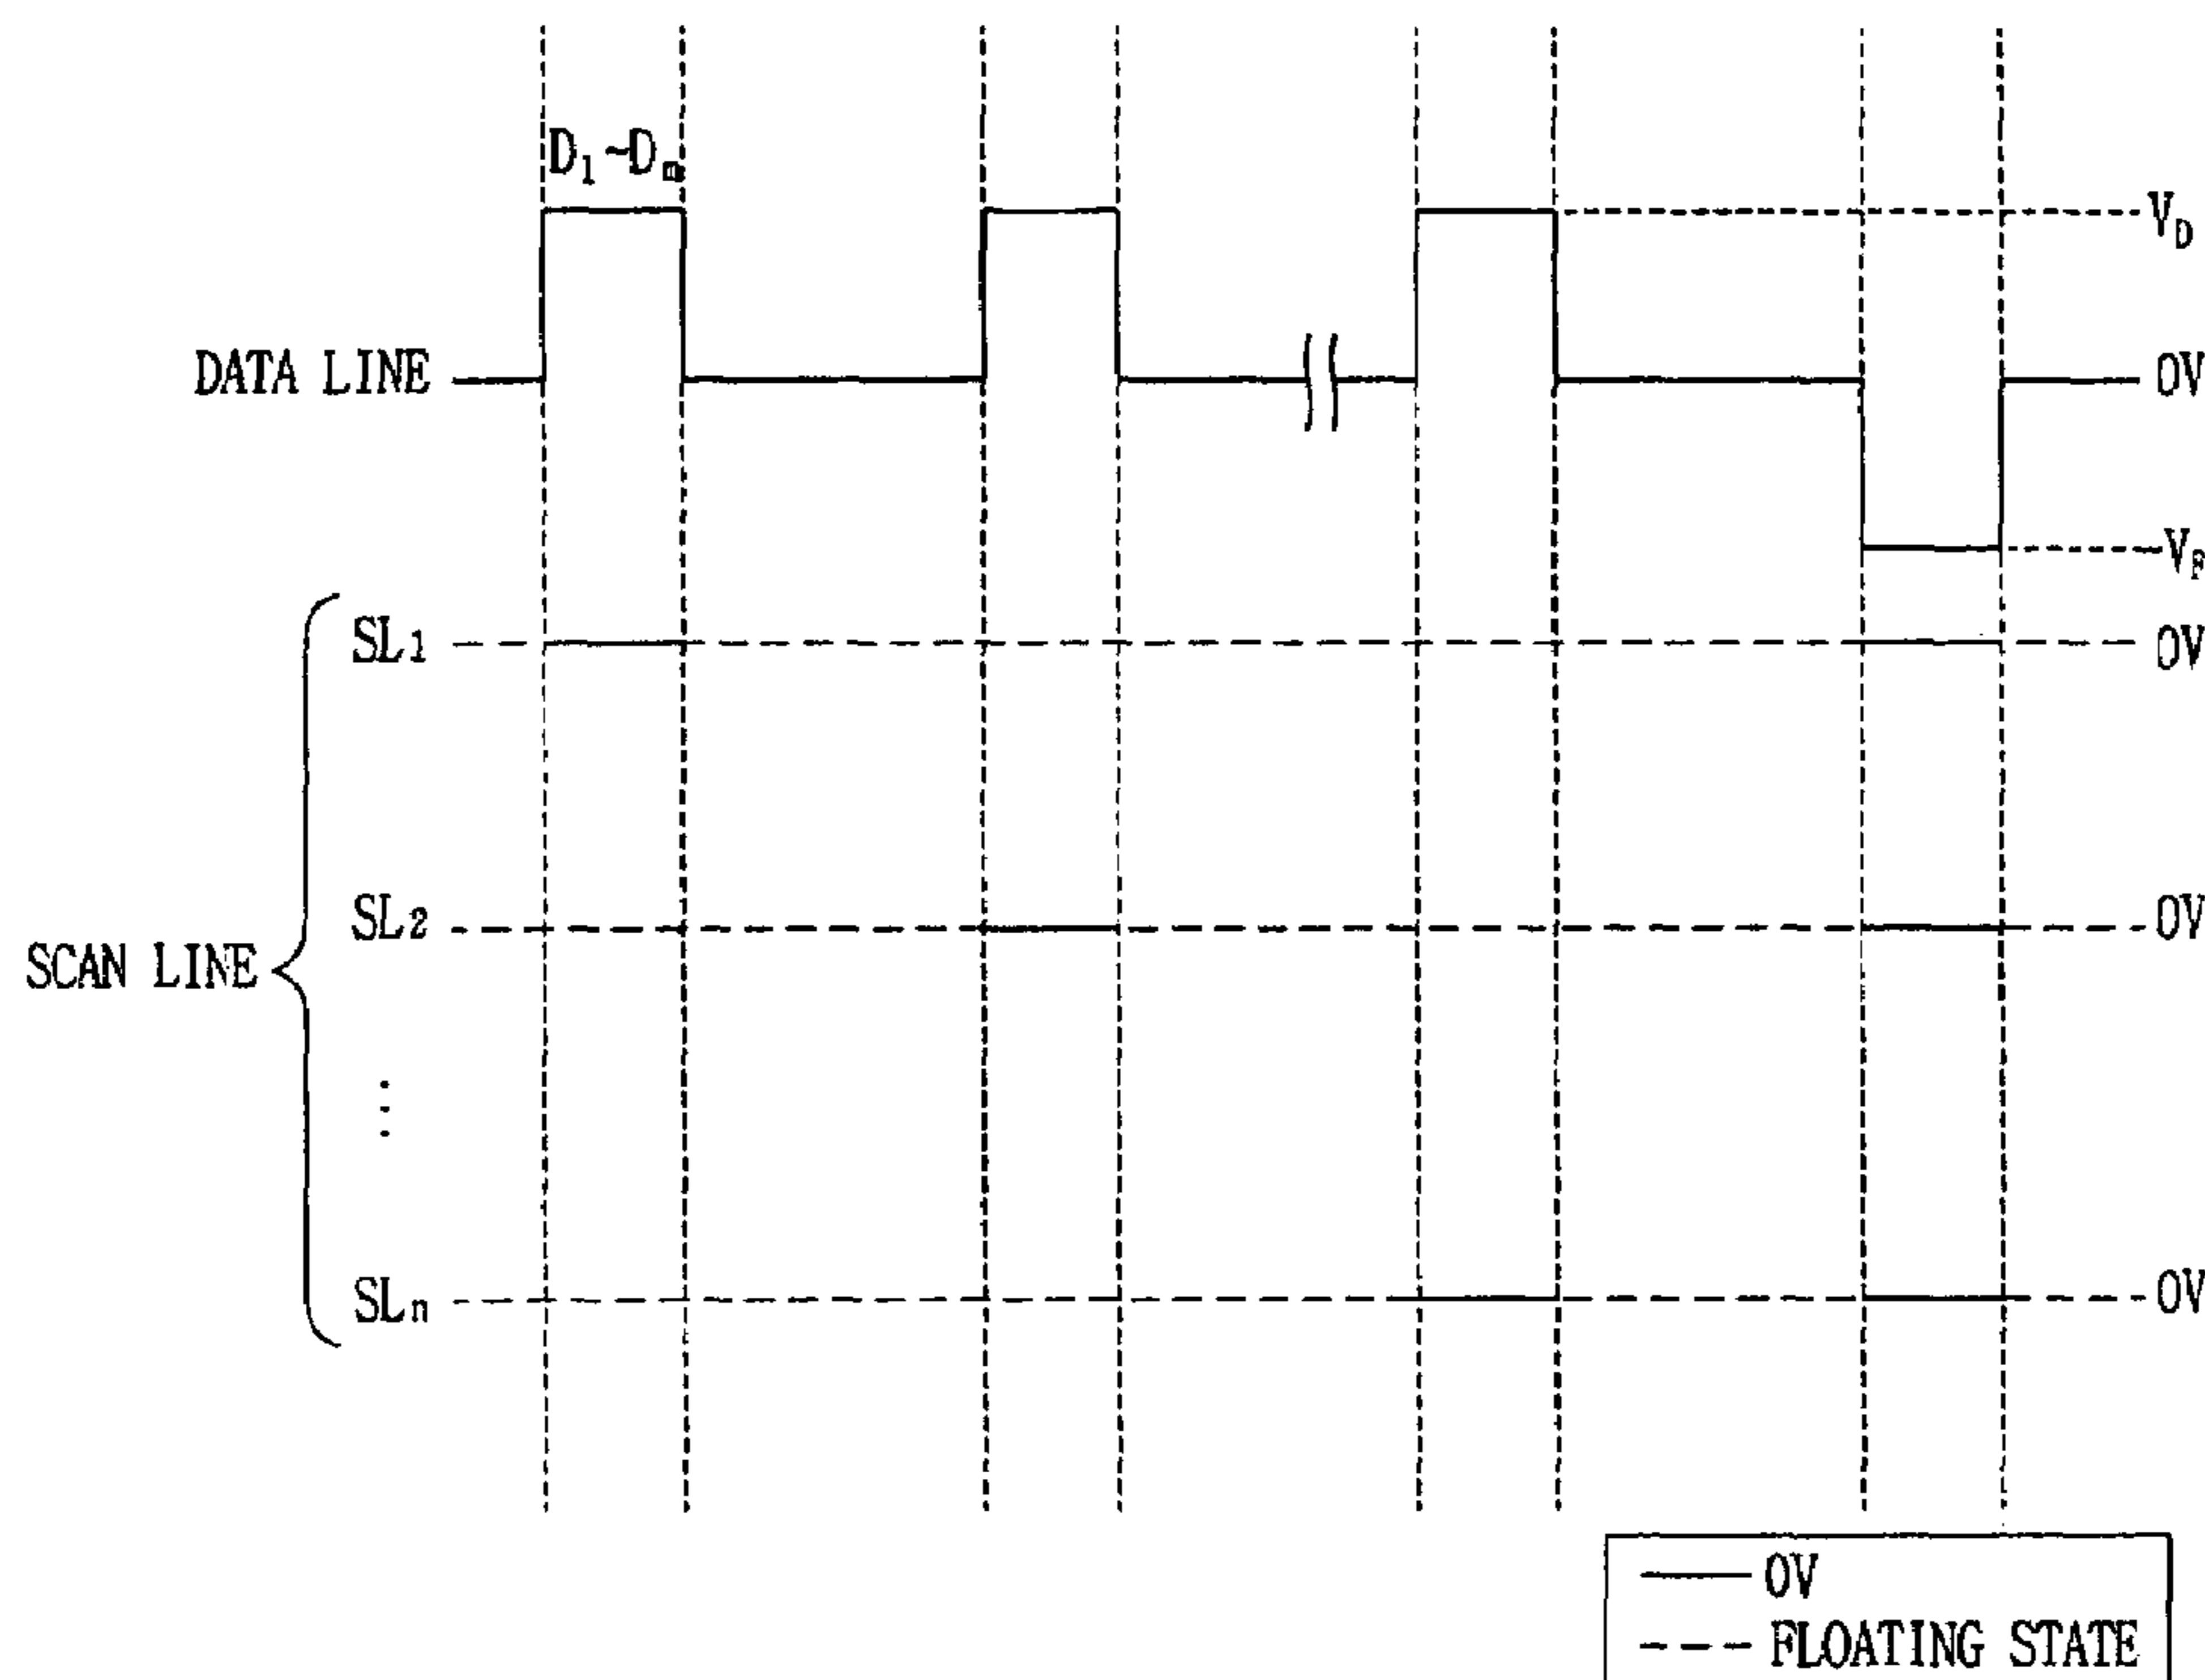 D1~Dm
VD
DATA LINE
0V
VF
SL1
0V
SL2
0V
SCAN LINE
SLn
0V
0V
FLOATING STATE